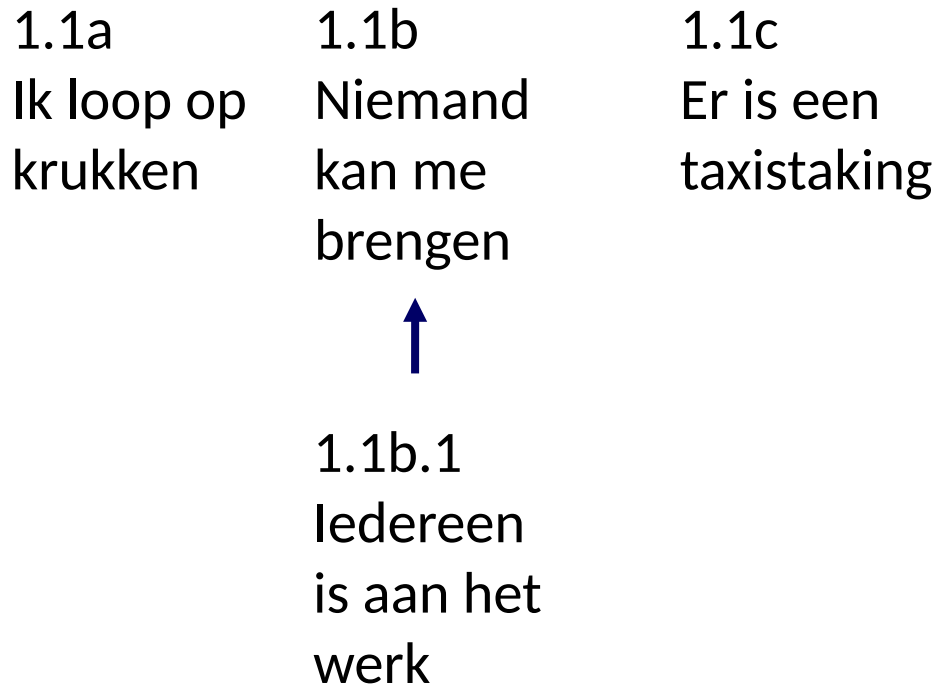 1.1a
Ik loop op
krukken
1.1b
Niemand
kan me
brengen
1.1c
Er is een
taxistaking
1.1b.1
Iedereen
is aan het
werk